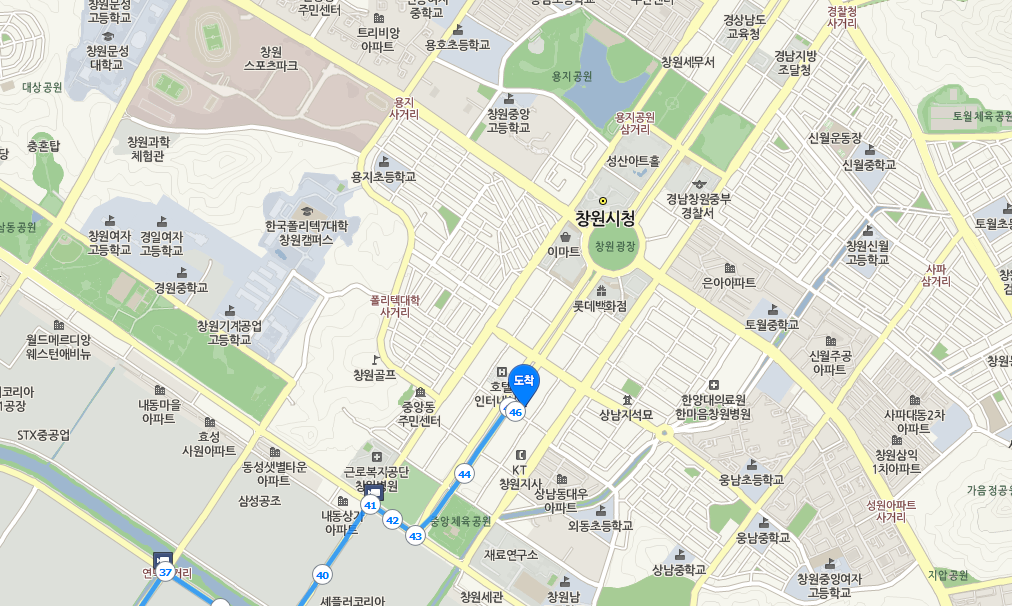 창원문성
고등학교
주민센터
중학교
경찰청
사거리
트리비앙
아파트
용호초등학교
경상남도
교육청
창원문성
대학교
창원
스포츠파크
창원세무서
경남지방
조달청
대상공원
용지공원
용지
사거리
창원중앙
고등학교
용지공원
삼거리
토월체육공원
창원과학
체험관
신월운동장
신월중학교
충혼탑
당
용지초등학교
성산아트홀
경남창원중부
경찰서
한국폴리텍7대학
창원캠퍼스
창원시청
남동공원
창원여자
고등학교
경일여자
고등학교
이마트
창원광장
창원신월
고등학교
토월초등
사파
삼거리
경원중학교
은아아파트
롯데백화점
폴리텍대학
사거리
창원기계공업
고등학교
토월중학교
월드메르디앙
웨스턴애비뉴
신월주공
아파트
창원골프
도착
호텔
인터내
46
한양대의료원
한마음창원병원
코리아
1공장
내동마을
아파트
중앙동
주민센터
상남지석묘
사파대동2차
아파트
STX중공업
효성
사원아파트
동성샛별타운
아파트
근로복지공단
창원병원
44
KT
창원지사
창원삼익
1차아파트
상남동대우
아파트
웅남초등학교
가음정공원
삼성공조
41
내동상가
아파트
42
43
중앙체육공원
외동초등학교
성원아파트
사거리
웅남중학교
37
40
재료연구소
상남중학교
창원중앙여자
고등학교
지압공원
셰플러코리아
창원세관
창원남